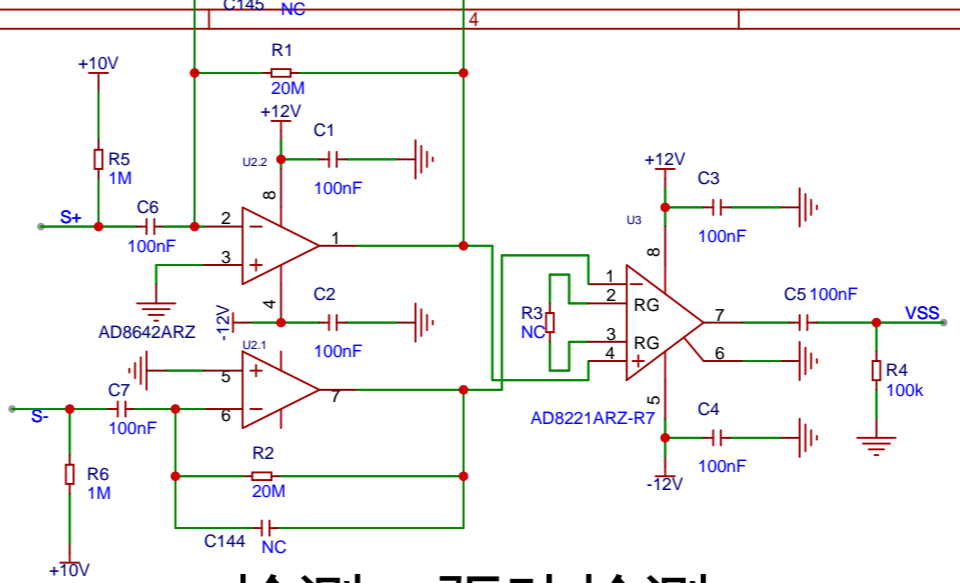 C145 NC
4
R1
20M
+10V
+12V
C1
100nF
U2.2
8
R5
1M
S+
C6
100nF
2
3
1
4
AD8642ARZ
-12V
C2
100nF
U2.1
5
6
7
S-
C7
100nF
R6
1M
+10V
R2
20M
C144
NC
+12V
C3
100nF
U3
8
1
2
RG
3
RG
4
R3
NC
7
6
5
AD8221ARZ-R7
C5 100nF
VSS
R4
100k
C4
100nF
-12V